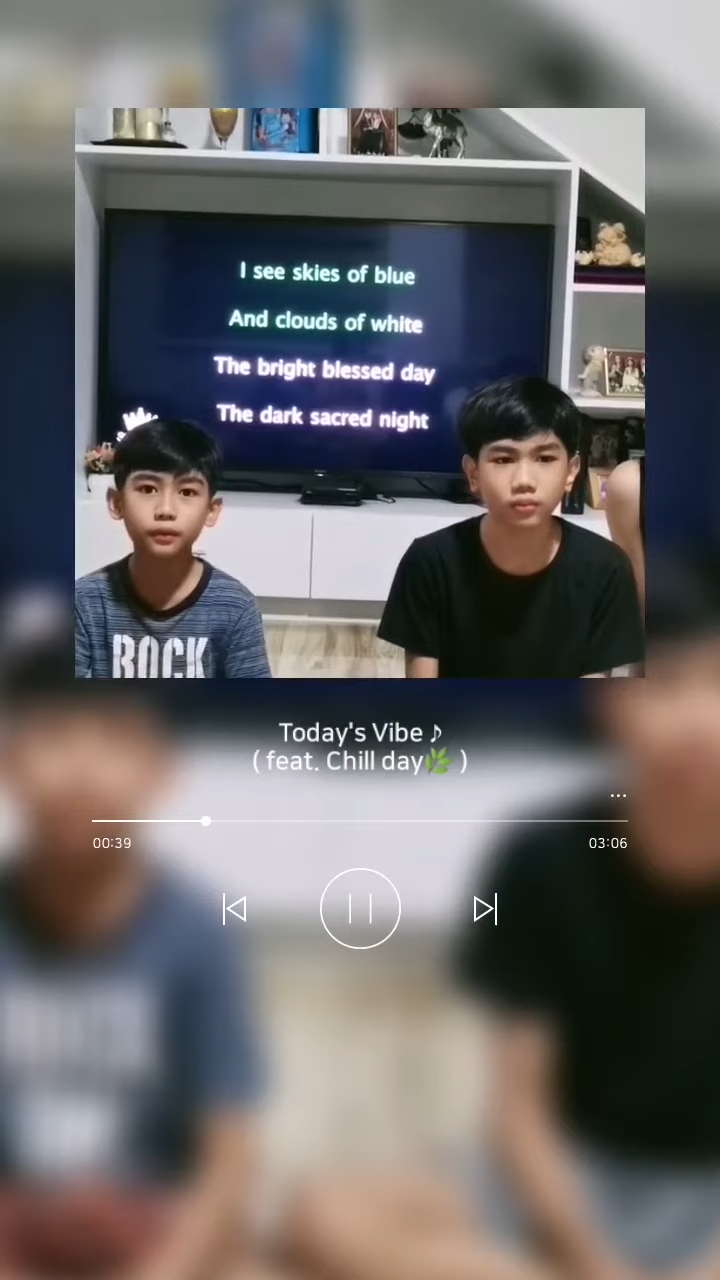 I see skies of blue
And clouds of white
The bright blessed day
The dark sacred night
ROCK
Today's Vibe ♪
( feat. Chill day🌿 )
00:39
03:06